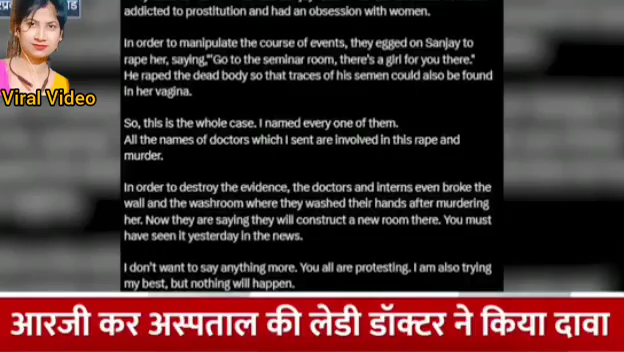 addicted to prostitution and had an obsession with women.
In order to manipulate the course of events, they egged on Sanjay to
rape her, saying,"Go to the seminar room, there's a girl for you there."
He raped the dead body so that traces of his semen could also be found
in her vagina.
Viral Video
So, this is the whole case. I named every one of them.
All the names of doctors which I sent are involved in this rape and
murder.
In order to destroy the evidence, the doctors and interns even broke the
wall and the washroom where they washed their hands after murdering
her. Now they are saying they will construct a new room there. You must
have seen it yesterday in the news.
I don't want to say anything more. You all are protesting. I am also trying
my best, but nothing will happen.
आरजी कर अस्पताल की लेडी डॉक्टर ने किया दावा